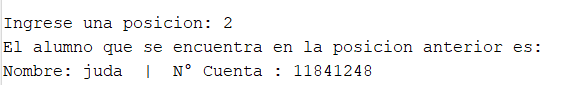 Ingrese una posicion: 2
El alumno que se encuentra en la posicion anterior es:
Nombre: juda  |  N° Cuenta : 11841248